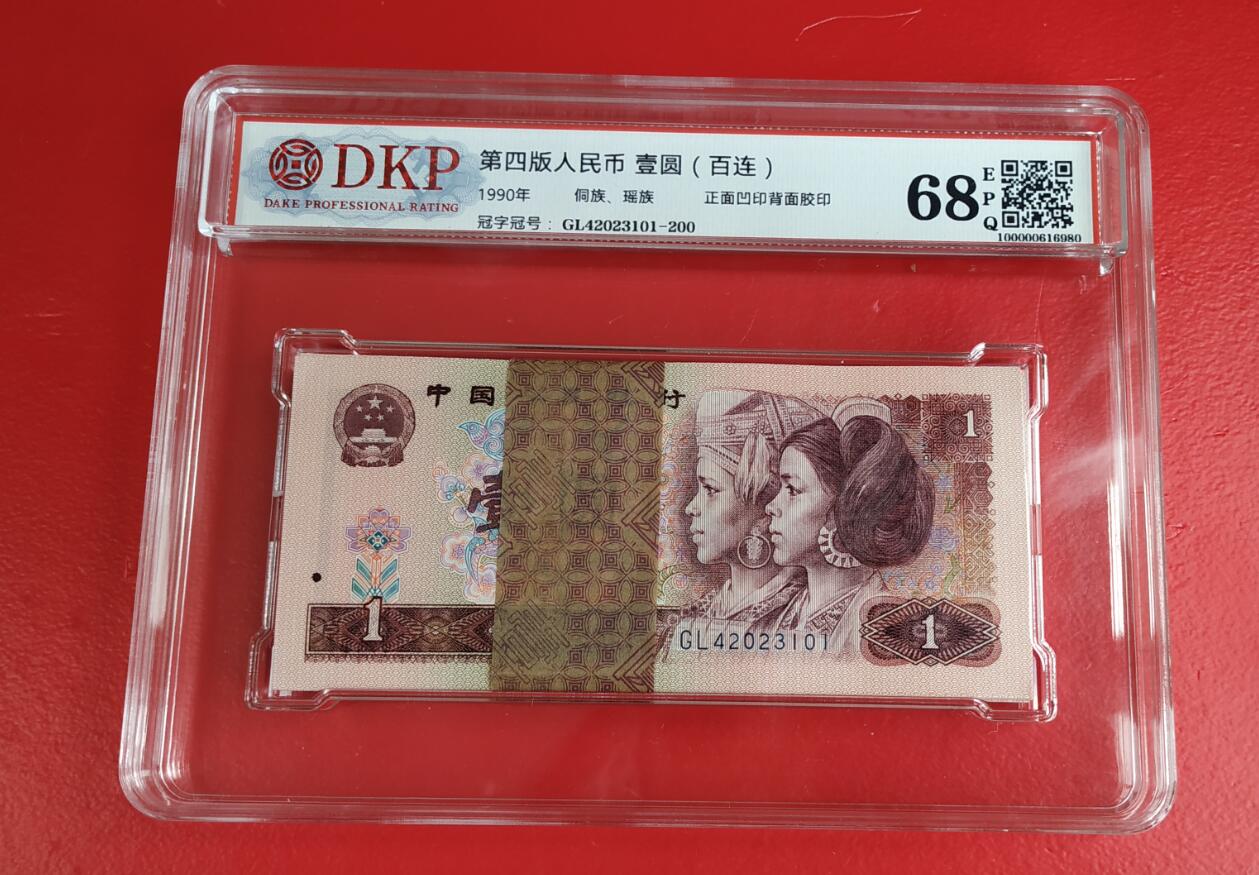 DKP
DAKE PROFESSIONAL RATING
第四版人民币 壹圆（百连）
1990年 侗族、瑶族 正面凹印背面胶印
冠字冠号：GL42023101-200
68
EPQ
100000616980
中国 行
1
1
GL42023101
1